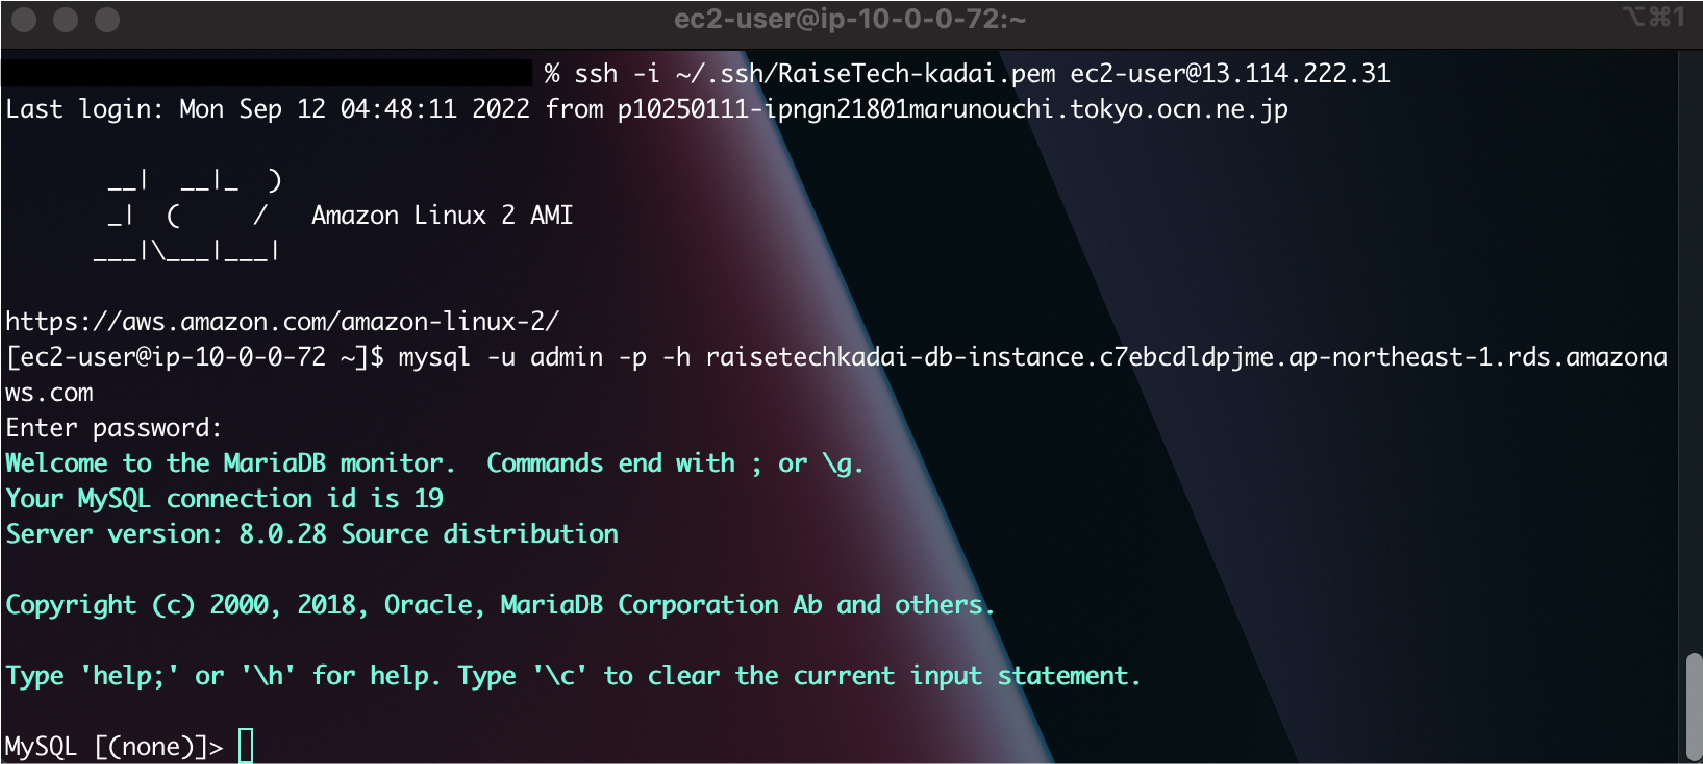 ec2-user@ip-10-0-0-72:~
⌥⌘1
% ssh -i ~/.ssh/RaiseTech-kadai.pem ec2-user@13.114.222.31
Last login: Mon Sep 12 04:48:11 2022 from p10250111-ipngn21801marunouchi.tokyo.ocn.ne.jp
       __|  __|_  )
       _|  (     /   Amazon Linux 2 AMI
      ___|\___|___|
https://aws.amazon.com/amazon-linux-2/
[ec2-user@ip-10-0-0-72 ~]$ mysql -u admin -p -h raisetechkadai-db-instance.c7ebcdldpjme.ap-northeast-1.rds.amazona
ws.com
Enter password:
Welcome to the MariaDB monitor.  Commands end with ; or \g.
Your MySQL connection id is 19
Server version: 8.0.28 Source distribution
Copyright (c) 2000, 2018, Oracle, MariaDB Corporation Ab and others.
Type 'help;' or '\h' for help. Type '\c' to clear the current input statement.
MySQL [(none)]>